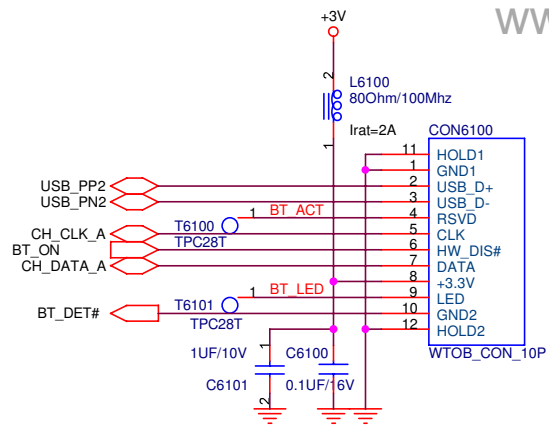 WW
+3V
2
L6100
80Ohm/100Mhz
Irat=2A
1
CON6100
11 HOLD1
1 GND1
USB_PP2 2 USB_D+
USB_PN2 3 USB_D-
T6100 1 BT_ACT 4 RSVD
CH_CLK_A 5 CLK
TPC28T
BT_ON 6 HW_DIS#
CH_DATA_A 7 DATA
8 +3.3V
T6101 1 BT_LED 9 LED
BT_DET# 10 GND2
TPC28T
12 HOLD2
WTOB_CON_10P
1UF/10V 1 C6100
C6101 2 0.1UF/16V